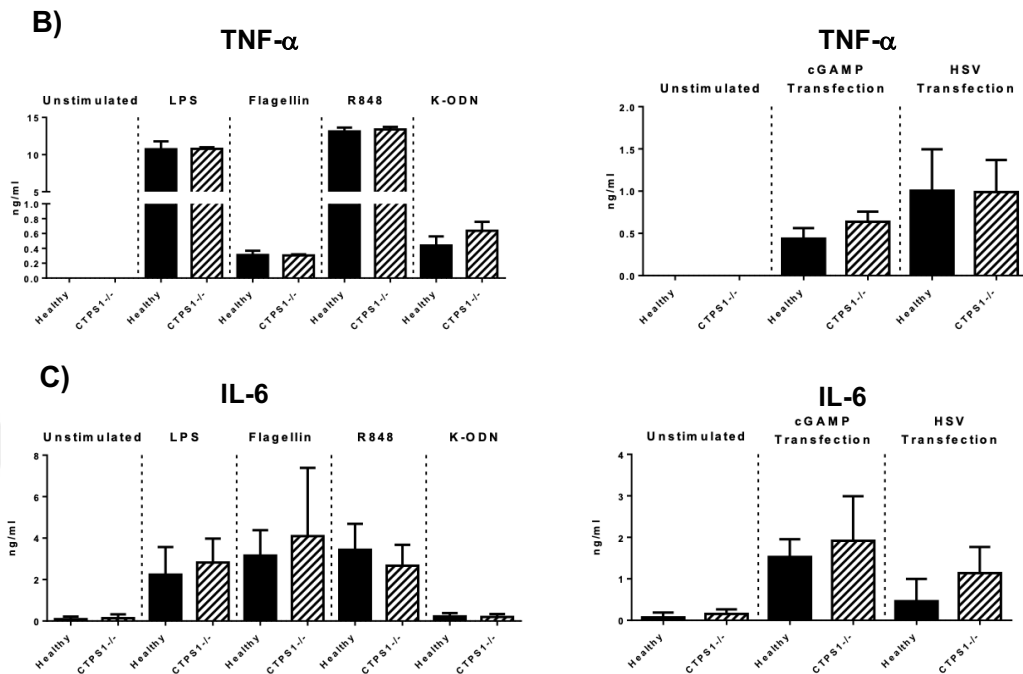 B)
TNF-α
Unstimulated LPS Flagellin R848 K-ODN
15
10
5
1.0
0.8
0.6
0.4
0.2
0.0
ng/ml
Healthy CTPS1-/- Healthy CTPS1-/- Healthy CTPS1-/- Healthy CTPS1-/- Healthy CTPS1-/-
TNF-α
Unstimulated cGAMP Transfection HSV Transfection
2.0
1.5
1.0
0.5
0.0
ng/ml
Healthy CTPS1-/- Healthy CTPS1-/- Healthy CTPS1-/-
C)
IL-6
Unstimulated LPS Flagellin R848 K-ODN
8
6
4
2
0
ng/ml
Healthy CTPS1-/- Healthy CTPS1-/- Healthy CTPS1-/- Healthy CTPS1-/- Healthy CTPS1-/-
IL-6
Unstimulated cGAMP Transfection HSV Transfection
4
3
2
1
0
ng/ml
Healthy CTPS1-/- Healthy CTPS1-/- Healthy CTPS1-/-